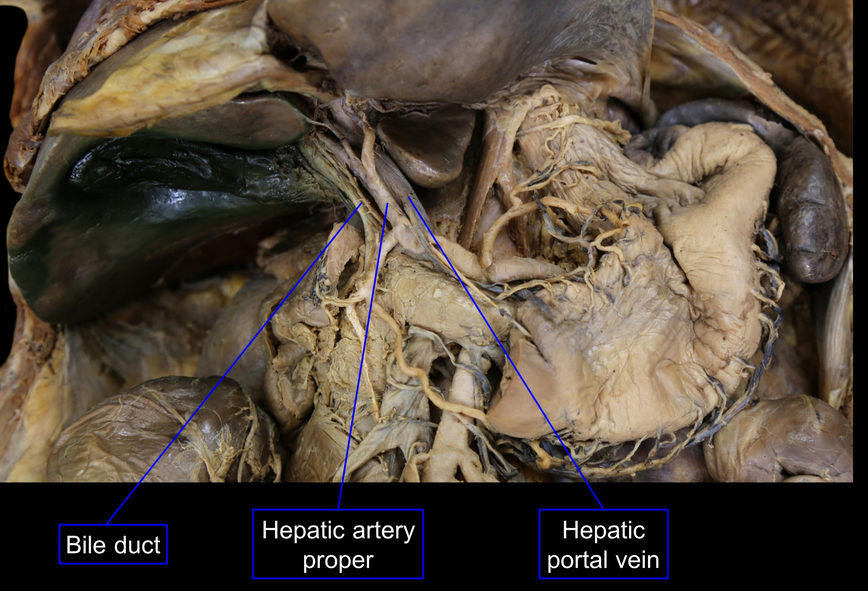 Bile duct
Hepatic artery
proper
Hepatic
portal vein